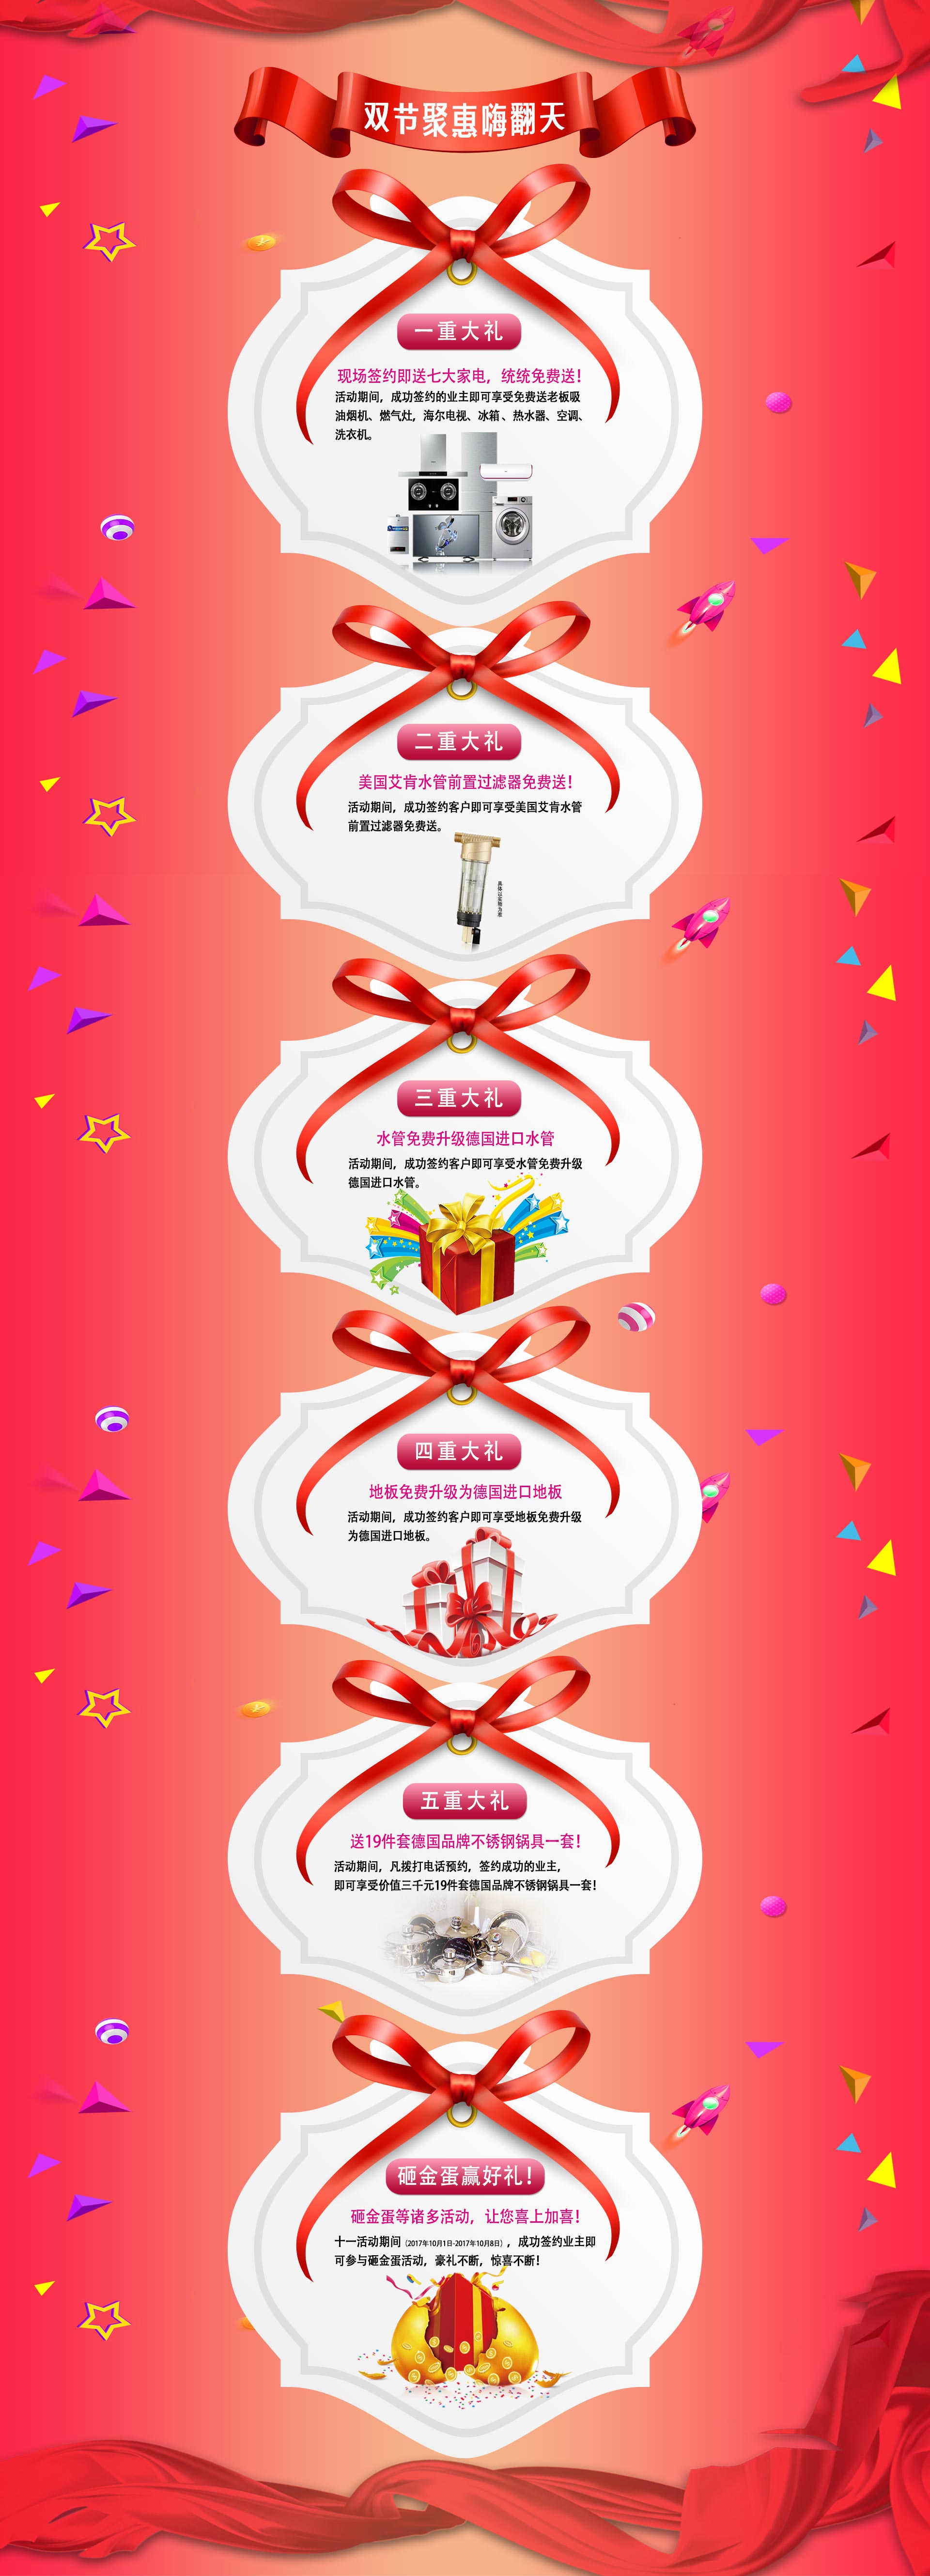 双节聚惠嗨翻天
一重大礼
现场签约即送七大家电，统统免费送！
活动期间，成功签约的业主即可享受免费送老板吸
油烟机、燃气灶，海尔电视、冰箱、热水器、空调、
洗衣机。
二重大礼
美国艾肯水管前置过滤器免费送！
活动期间，成功签约客户即可享受美国艾肯水管
前置过滤器免费送。
具体以实物为准
三重大礼
水管免费升级德国进口水管
活动期间，成功签约客户即可享受水管免费升级
德国进口水管。
四重大礼
地板免费升级为德国进口地板
活动期间，成功签约客户即可享受地板免费升级
为德国进口地板。
五重大礼
送19件套德国品牌不锈钢锅具一套！
活动期间，凡拨打电话预约，签约成功的业主，
即可享受价值三千元19件套德国品牌不锈钢锅具一套！
砸金蛋赢好礼！
砸金蛋等诸多活动，让您喜上加喜！
十一活动期间（2017年10月1日-2017年10月8日），成功签约业主即
可参与砸金蛋活动，豪礼不断，惊喜不断！